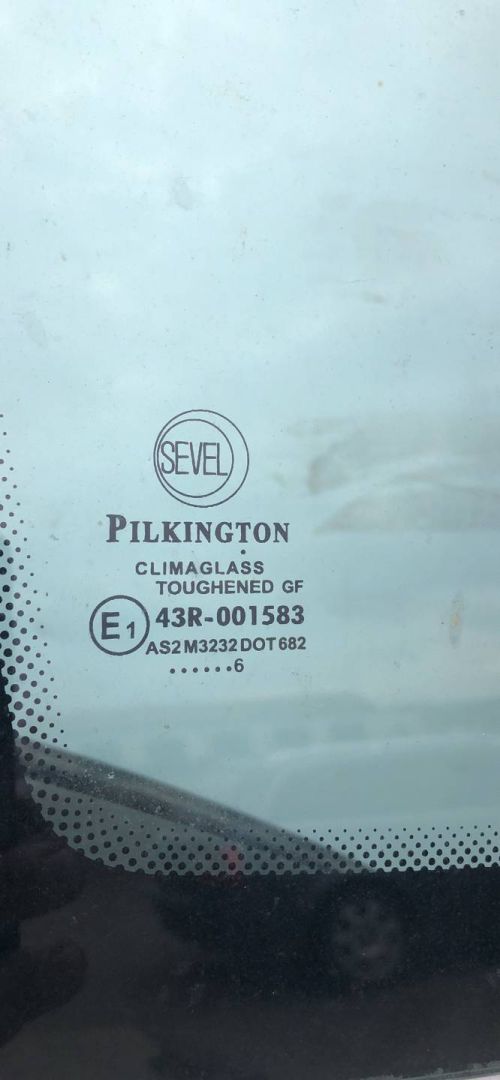 SEVEL
PILKINGTON
CLIMAGLASS
TOUGHENED GF
E1 43R-001583
AS2 M3232 DOT 682
......6